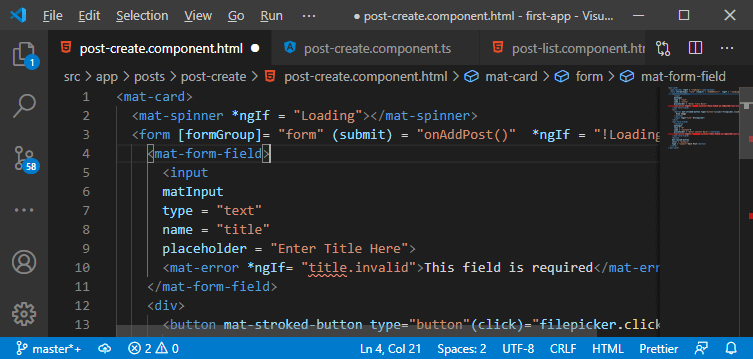 File Edit Selection View Go Run ··· ● post-create.component.html - first-app - Visu...
post-create.component.html ● post-create.component.ts post-list.component.htm ···
src > app > posts > post-create > post-create.component.html > mat-card > form > mat-form-field
1 <mat-card>
2 <mat-spinner *ngIf = "Loading"></mat-spinner>
3 <form [formGroup]= "form" (submit) = "onAddPost()"  *ngIf = "!Loading
4 <mat-form-field>
5 <input
6 matInput
7 type = "text"
8 name = "title"
9 placeholder = "Enter Title Here">
10 <mat-error *ngIf= "title.invalid">This field is required</mat-err
11 </mat-form-field>
12 <div>
13 <button mat-stroked-button type="button"(click)="filepicker.click
1
58
master*+ 2 0 Ln 4, Col 21 Spaces: 2 UTF-8 CRLF HTML Prettier